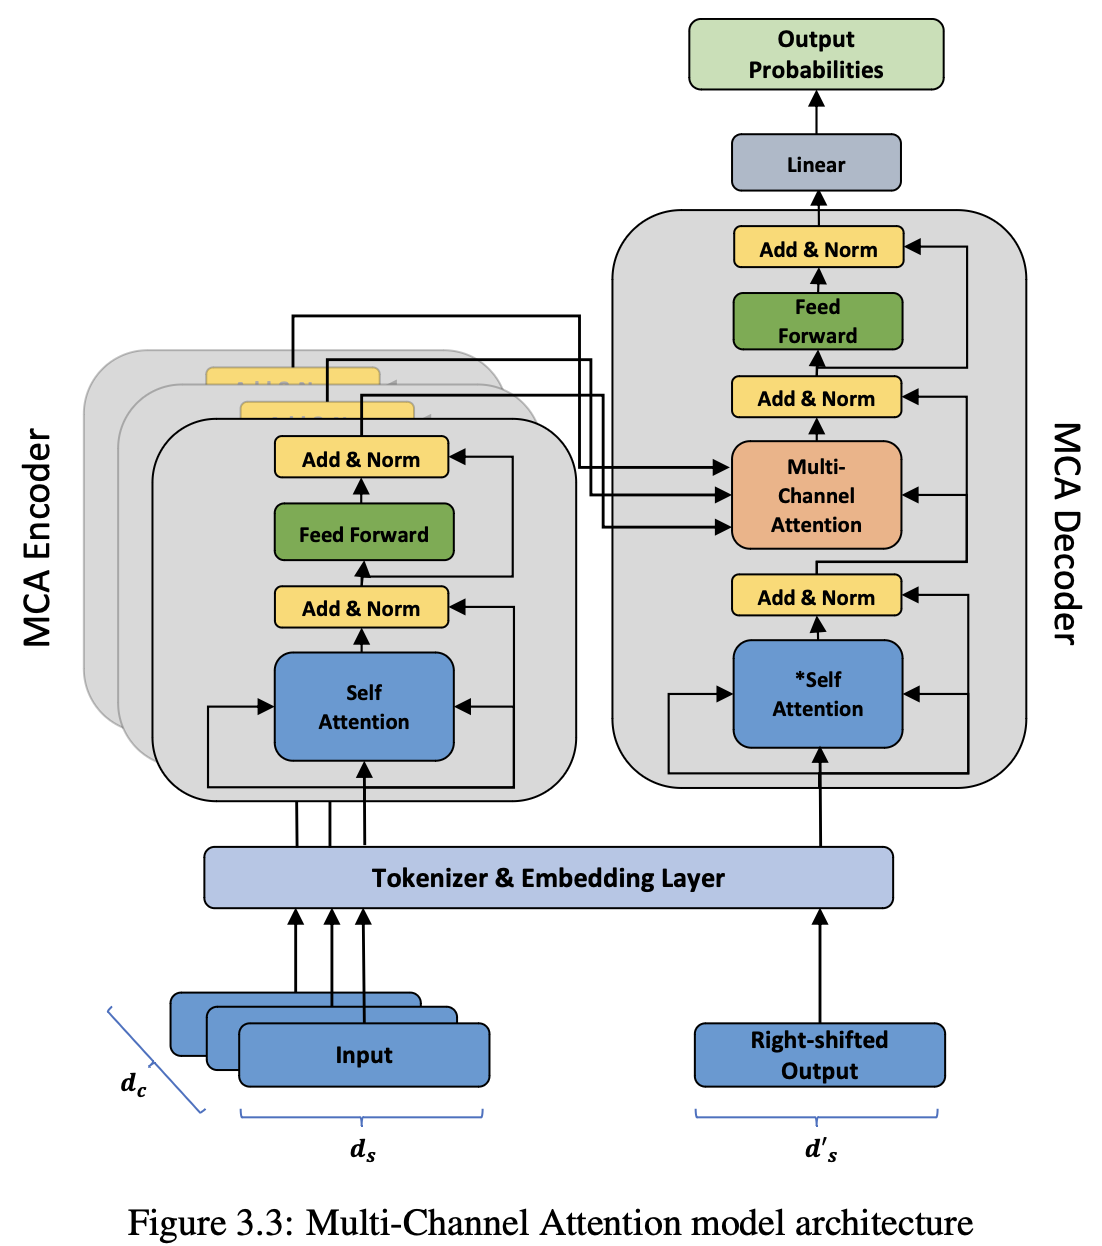 Output
Probabilities
Linear
Add & Norm
Feed
Forward
Add & Norm
Multi-
Channel
Attention
Add & Norm
*Self
Attention
MCA Decoder
MCA Encoder
Add & Norm
Feed Forward
Add & Norm
Self
Attention
Tokenizer & Embedding Layer
Input
Right-shifted
Output
d_c
d_s
d'_s
Figure 3.3: Multi-Channel Attention model architecture